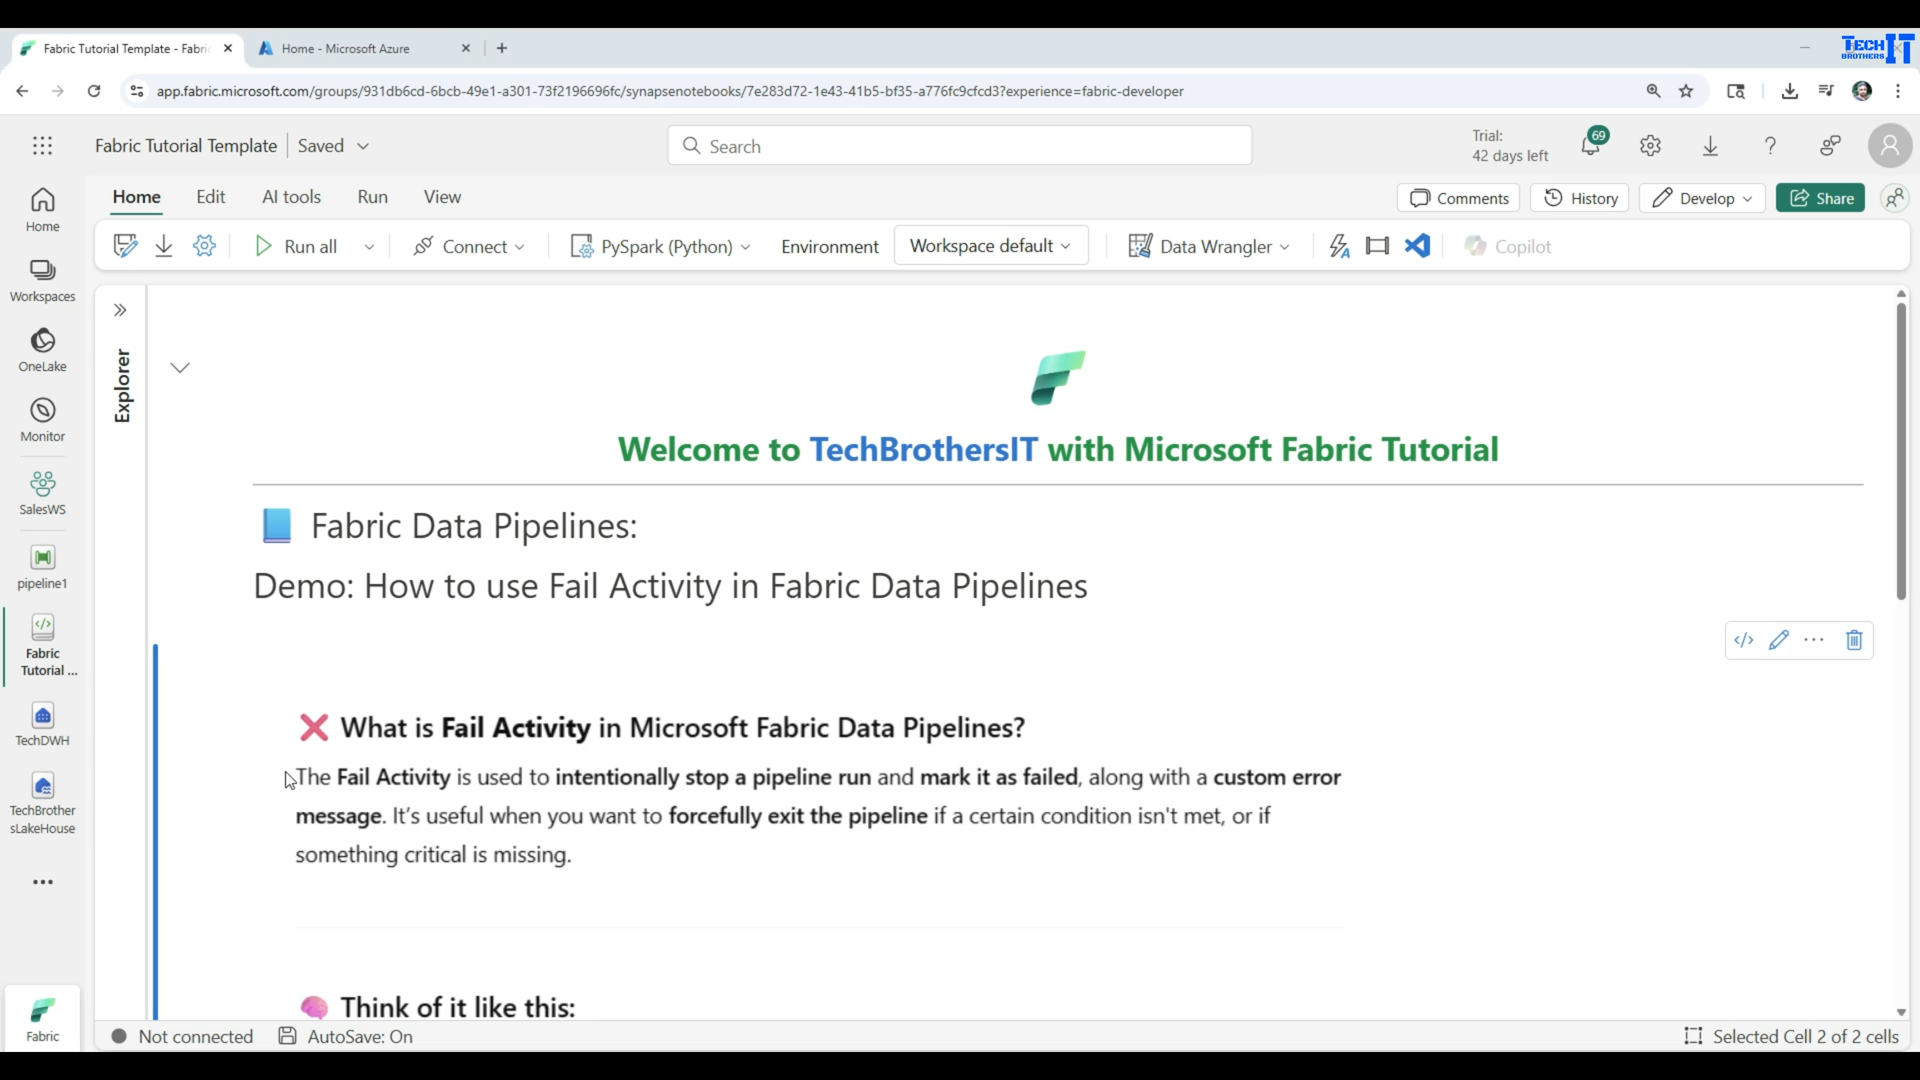 Fabric Tutorial Template - Fabric
Home - Microsoft Azure
TECH IT
BROTHERS
app.fabric.microsoft.com/groups/931db6cd-6bcb-49e1-a301-73f2196696fc/synapsenotebooks/7e283d72-1e43-41b5-bf35-a776fc9cfcd3?experience=fabric-developer
Fabric Tutorial Template
Saved
Search
Trial:
42 days left
69
Home
Edit
AI tools
Run
View
Comments
History
Develop
Share
Run all
Connect
PySpark (Python)
Environment
Workspace default
Data Wrangler
Copilot
Home
Workspaces
OneLake
Monitor
SalesWS
pipeline1
Fabric
Tutorial ...
TechDWH
TechBrother
sLakeHouse
Fabric
Explorer
Welcome to TechBrothersIT with Microsoft Fabric Tutorial
Fabric Data Pipelines:
Demo: How to use Fail Activity in Fabric Data Pipelines
What is Fail Activity in Microsoft Fabric Data Pipelines?
The Fail Activity is used to intentionally stop a pipeline run and mark it as failed, along with a custom error
message. It's useful when you want to forcefully exit the pipeline if a certain condition isn't met, or if
something critical is missing.
Think of it like this:
Not connected
AutoSave: On
Selected Cell 2 of 2 cells